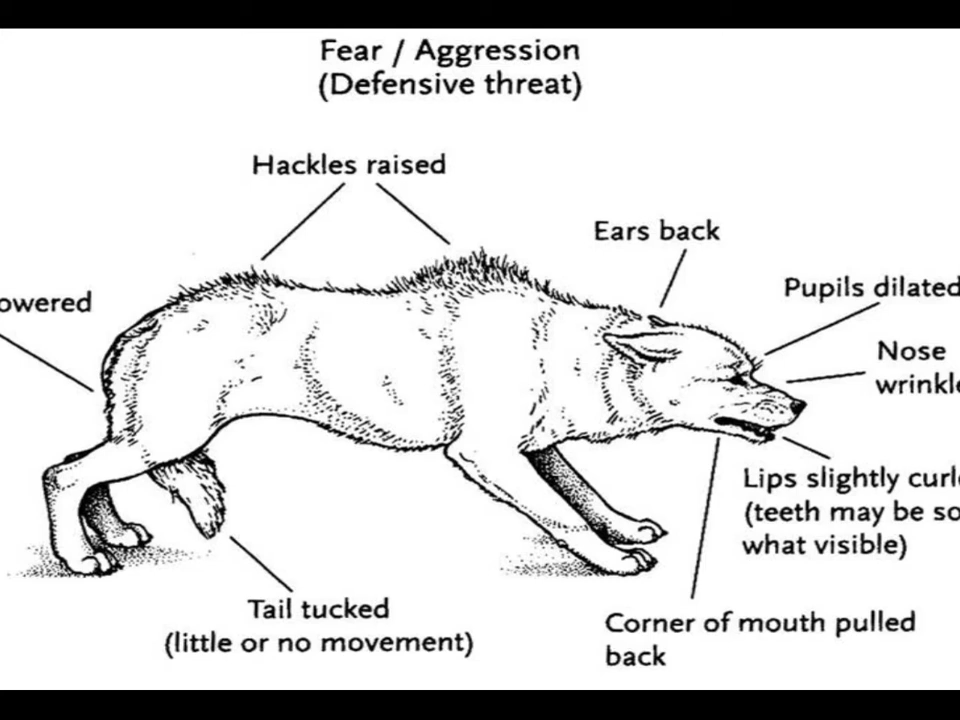 Fear / Aggression
(Defensive threat)
Hackles raised
Ears back
owered
Pupils dilated
Nose
wrinkle
Lips slightly curle
(teeth may be so
what visible)
Tail tucked
(little or no movement)
Corner of mouth pulled
back